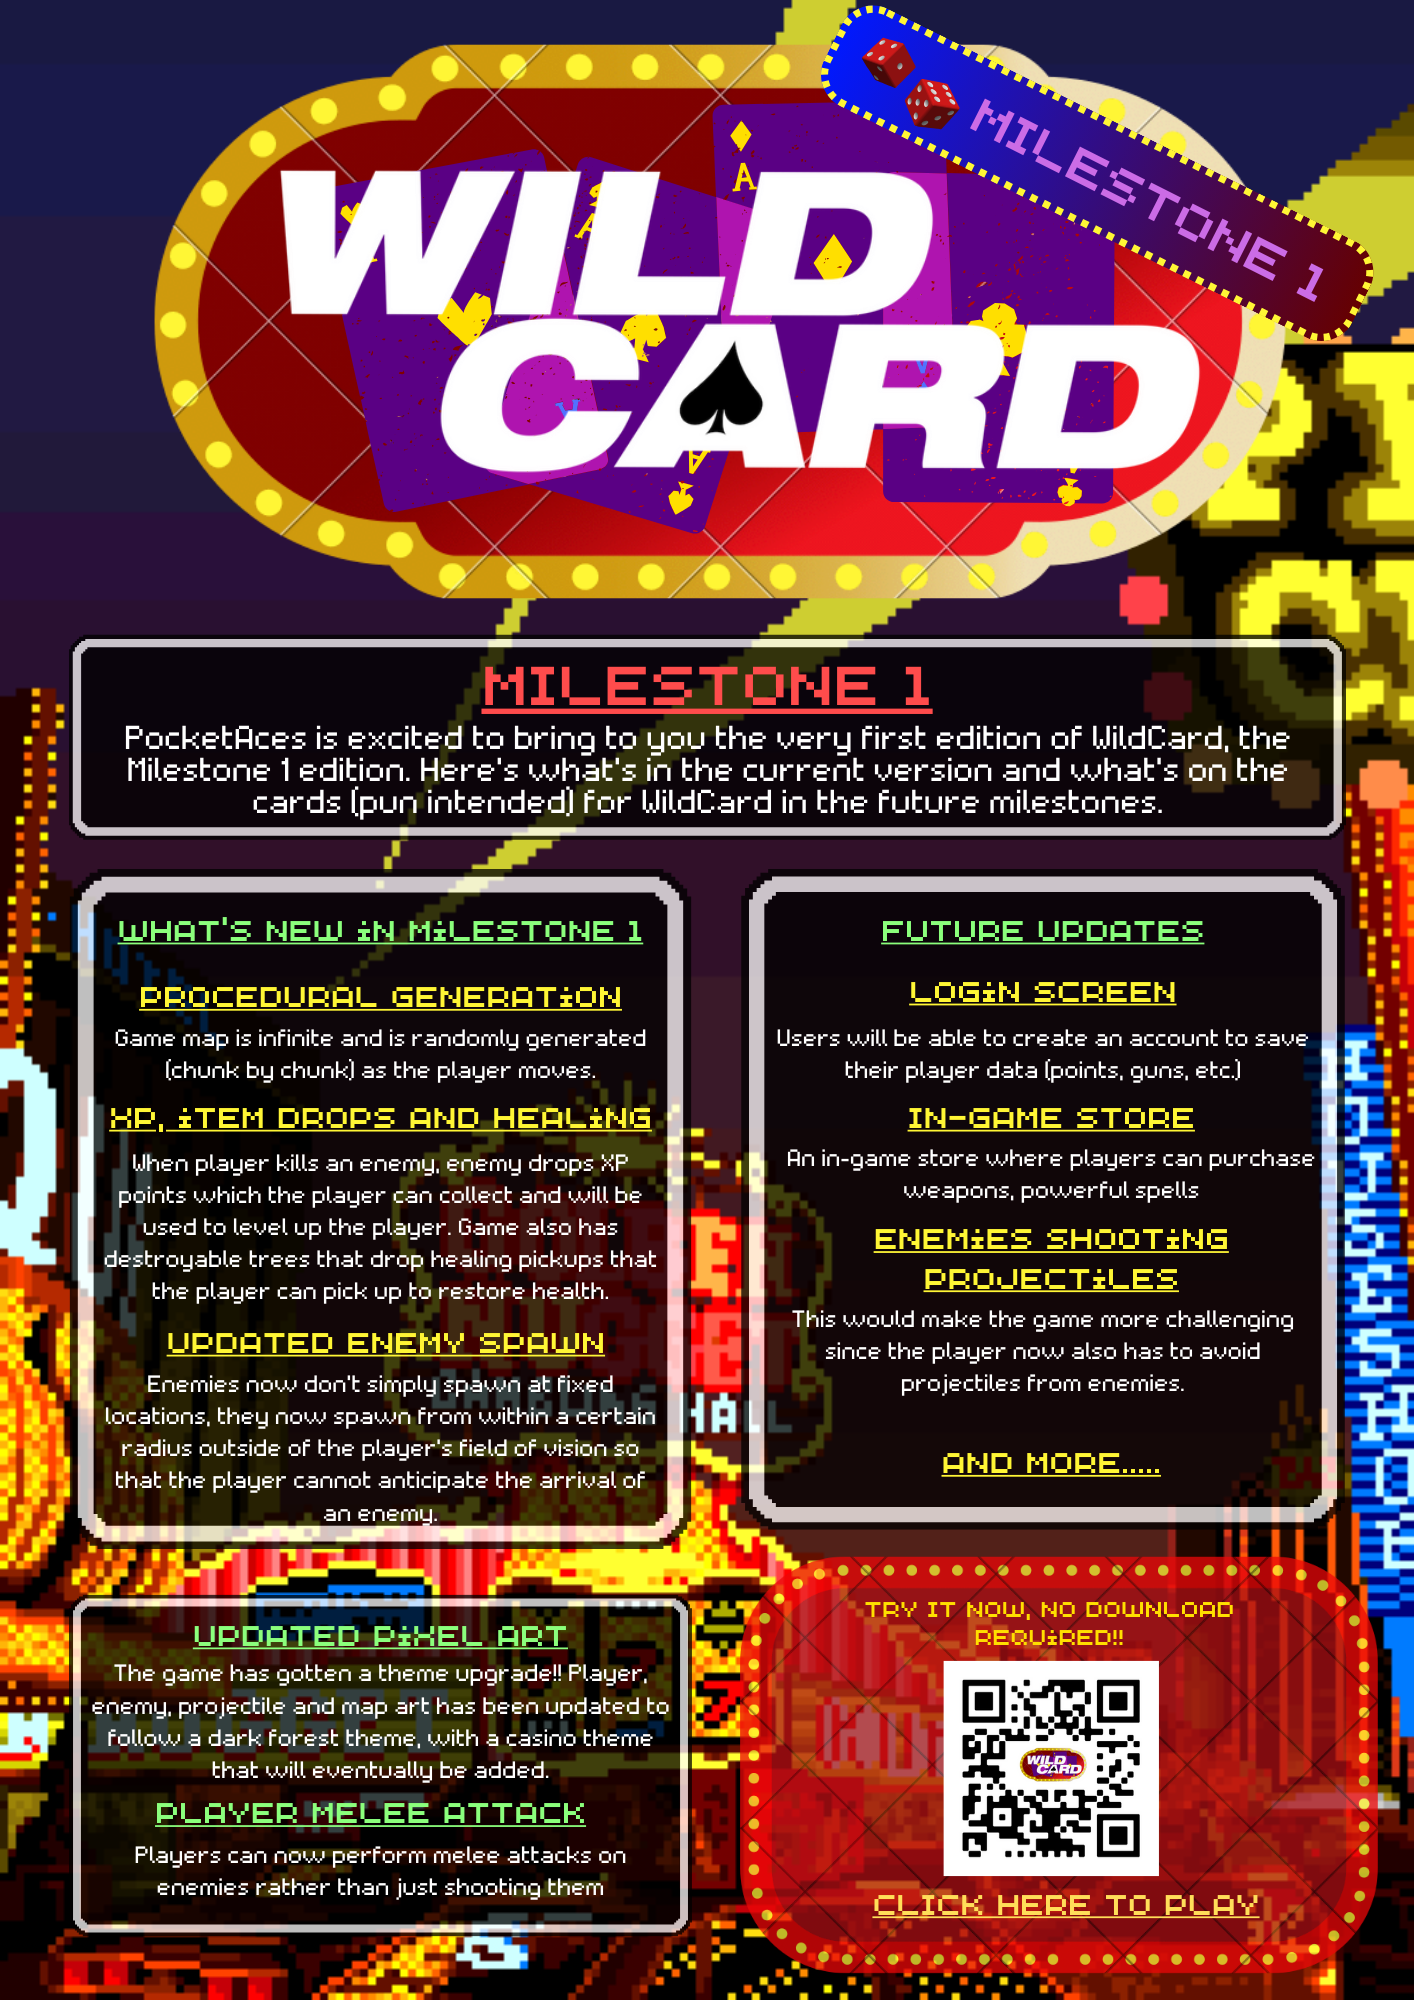 WILD
CARD
MILESTONE 1
A
A
MILESTONE 1
PocketAces is excited to bring to you the very first edition of WildCard, the
Milestone 1 edition. Here's what's in the current version and what's on the
cards (pun intended) for WildCard in the future milestones.
WHAT'S NEW iN MiLESTONE 1
PROCEDURAL GENERATiON
Game map is infinite and is randomly generated
(chunk by chunk) as the player moves.
XP, iTEM DROPS AND HEALiNG
When player kills an enemy, enemy drops XP
points which the player can collect and will be
used to level up the player. Game also has
destroyable trees that drop healing pickups that
the player can pick up to restore health.
UPDATED ENEMY SPAWN
Enemies now don't simply spawn at fixed
locations, they now spawn from within a certain
radius outside of the player's field of vision so
that the player cannot anticipate the arrival of
an enemy.
FUTURE UPDATES
LOGiN SCREEN
Users will be able to create an account to save
their player data (points, guns, etc.)
IN-GAME STORE
An in-game store where players can purchase
weapons, powerful spells
ENEMiES SHOOTiNG
PROJECTiLES
This would make the game more challenging
since the player now also has to avoid
projectiles from enemies.
AND MORE.....
HALL
UPDATED PiXEL ART
The game has gotten a theme upgrade!! Player,
enemy, projectile and map art has been updated to
follow a dark forest theme, with a casino theme
that will eventually be added.
PLAYER MELEE ATTACK
Players can now perform melee attacks on
enemies rather than just shooting them
TRY IT NOW, NO DOWNLOAD
REQUiRED!!
WILD
CARD
CLICK HERE TO PLAY